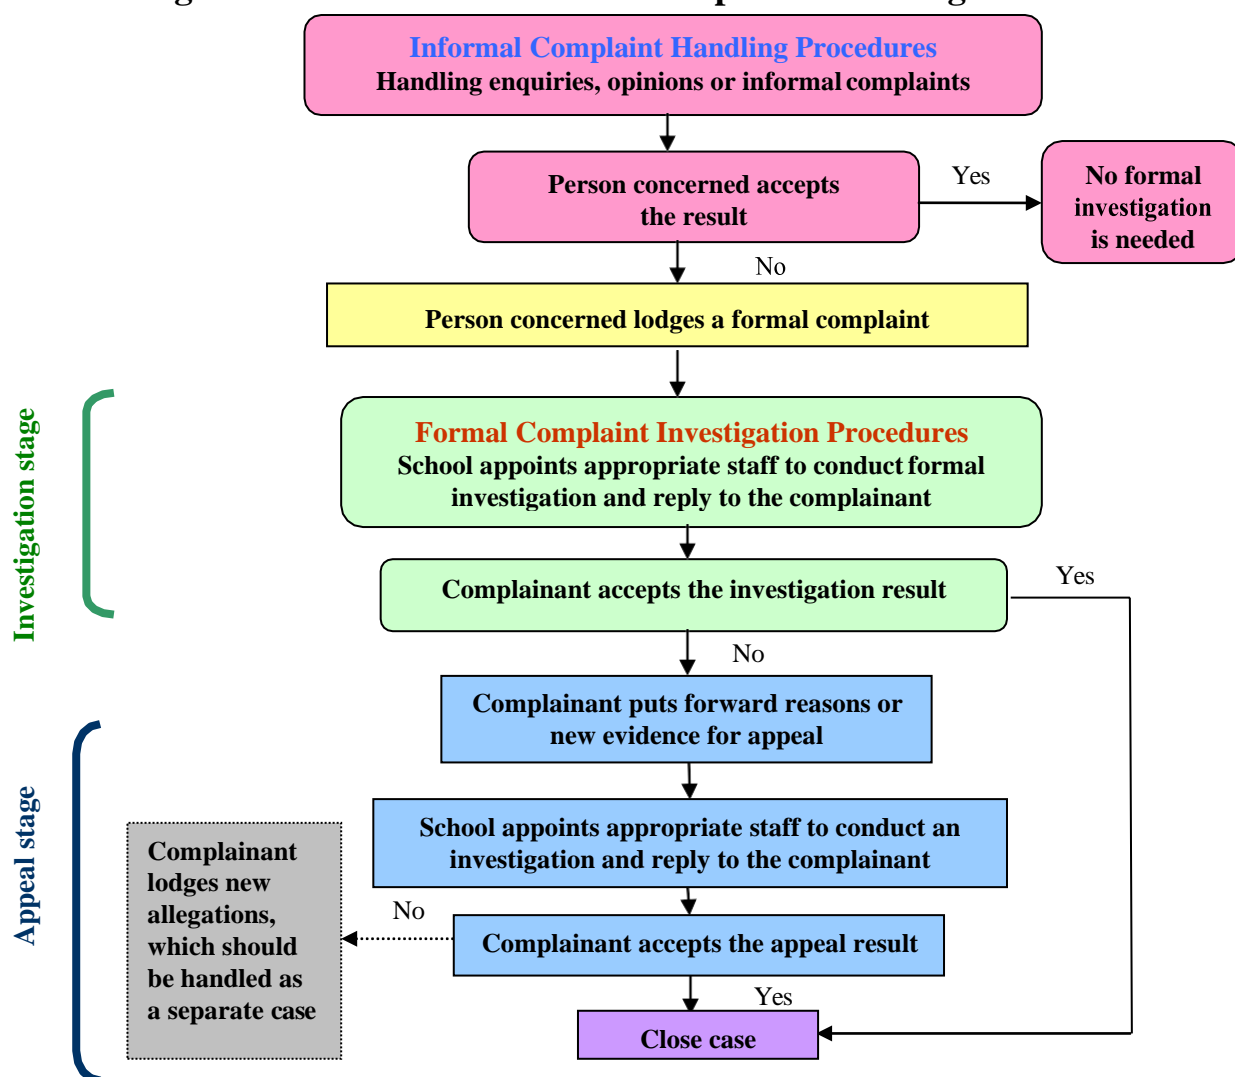 Informal Complaint Handling Procedures
Handling enquiries, opinions or informal complaints
Person concerned accepts
the result
Yes
No formal
investigation
is needed
No
Person concerned lodges a formal complaint
Investigation stage
Formal Complaint Investigation Procedures
School appoints appropriate staff to conduct formal
investigation and reply to the complainant
Complainant accepts the investigation result
Yes
No
Complainant puts forward reasons or
new evidence for appeal
Appeal stage
School appoints appropriate staff to conduct an
investigation and reply to the complainant
Complainant
lodges new
allegations,
which should
be handled as
a separate case
No
Complainant accepts the appeal result
Yes
Close case